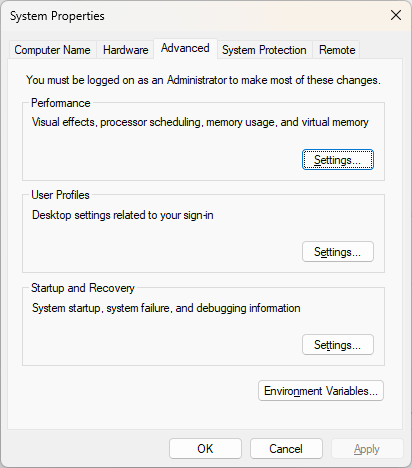 System Properties
Computer Name Hardware Advanced System Protection Remote
You must be logged on as an Administrator to make most of these changes.
Performance
Visual effects, processor scheduling, memory usage, and virtual memory
Settings...
User Profiles
Desktop settings related to your sign-in
Settings...
Startup and Recovery
System startup, system failure, and debugging information
Settings...
Environment Variables...
OK Cancel Apply